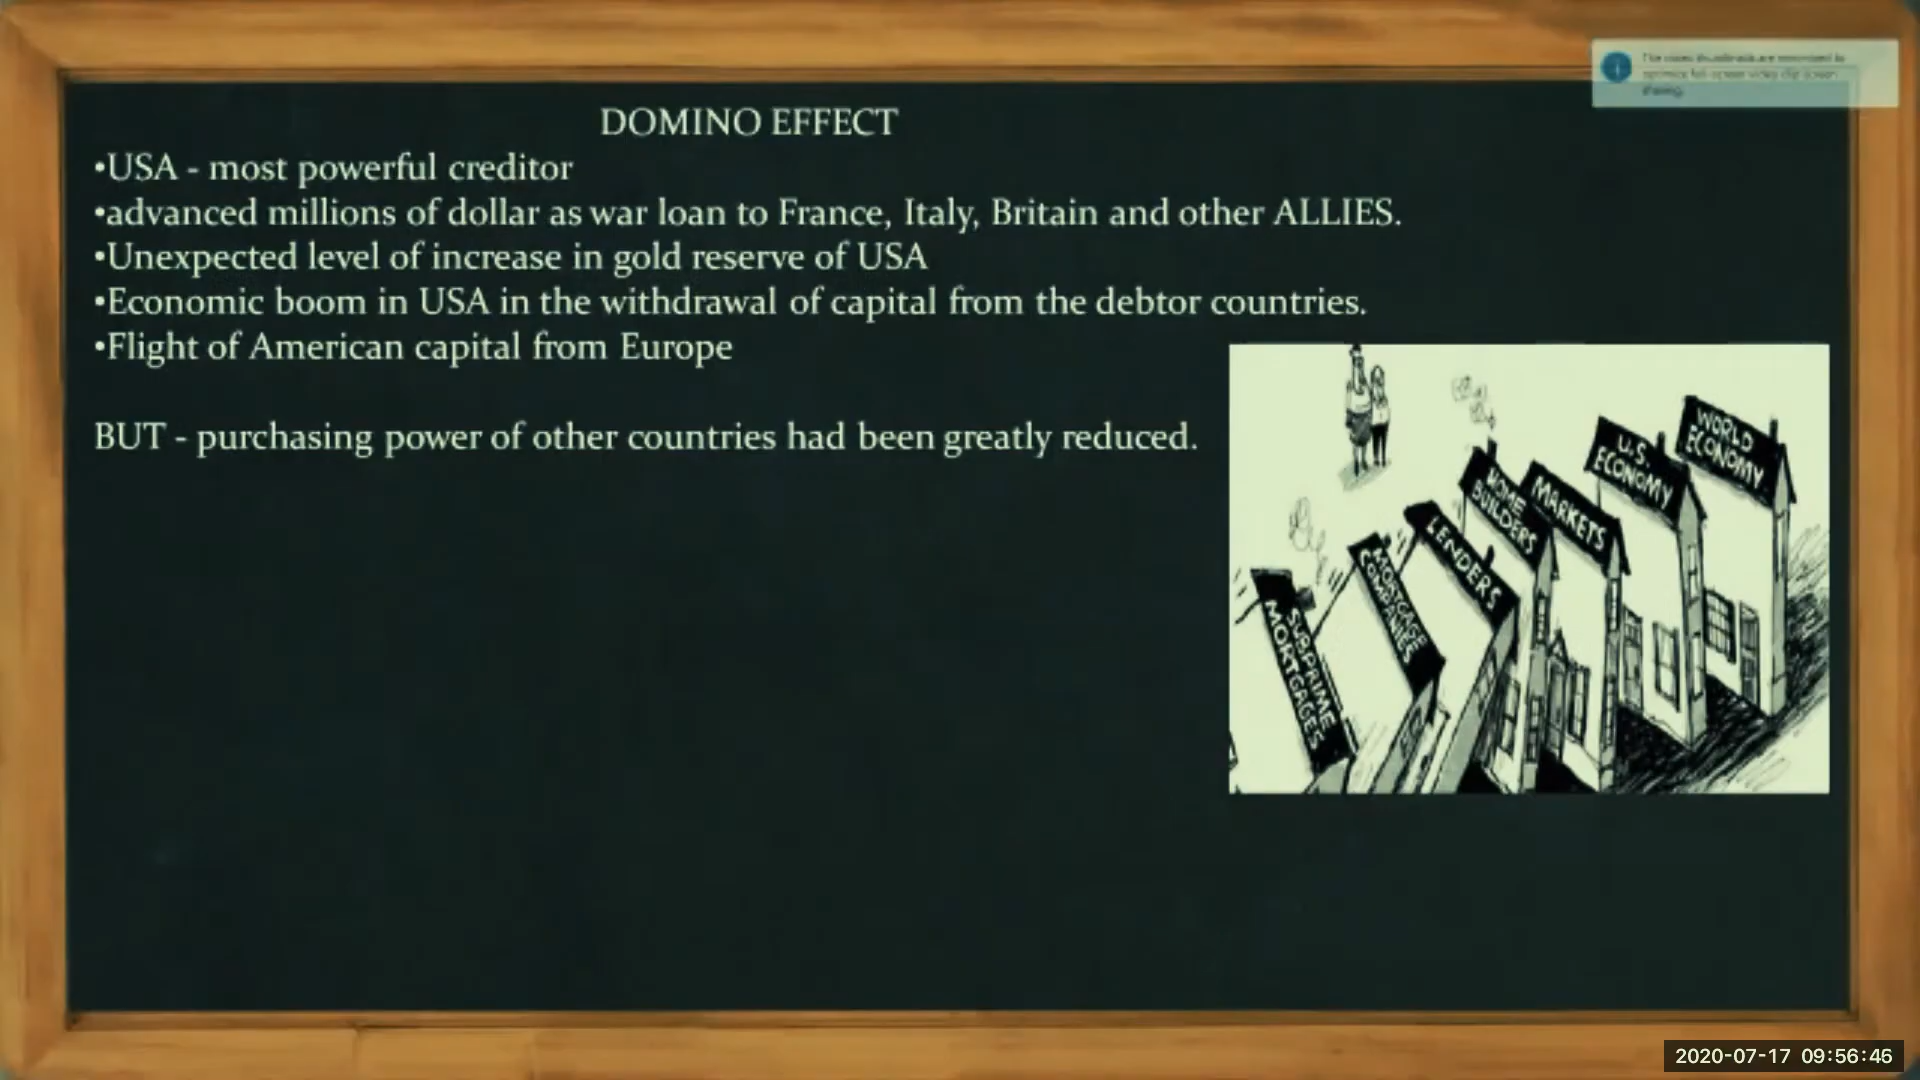 DOMINO EFFECT
•USA - most powerful creditor
•advanced millions of dollar as war loan to France, Italy, Britain and other ALLIES.
•Unexpected level of increase in gold reserve of USA
•Economic boom in USA in the withdrawal of capital from the debtor countries.
•Flight of American capital from Europe
BUT - purchasing power of other countries had been greatly reduced.
SUBPRIME
MORTGAGES
MORTGAGE
COMPANIES
LENDERS
HOME
BUILDERS
MARKETS
U.S.
ECONOMY
WORLD
ECONOMY
2020-07-17 09:56:46